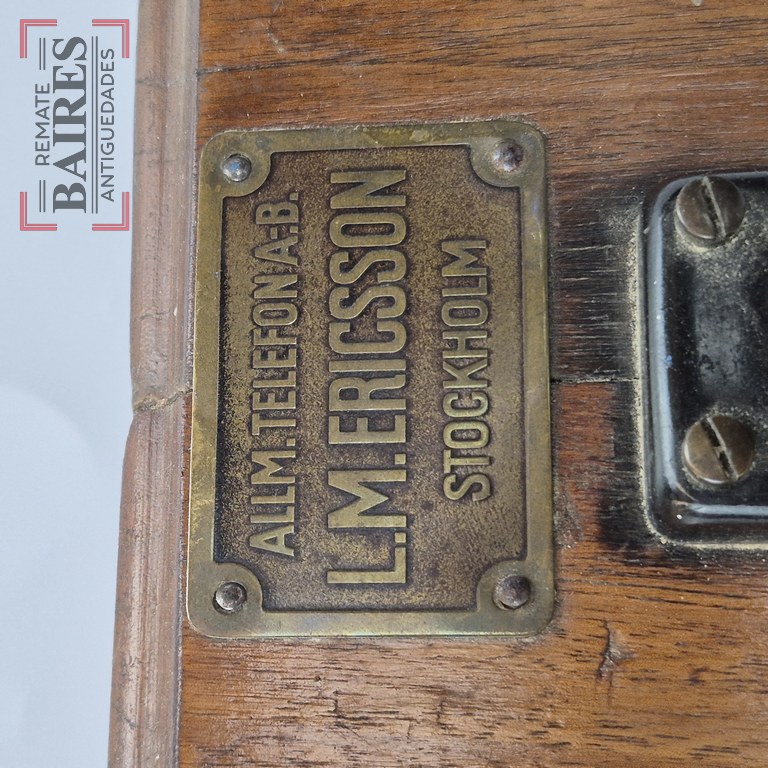 REMATE
BAIRES
ANTIGUEDADES
ALLM. TELEFON A.-B.
L.M. ERICSSON
STOCKHOLM